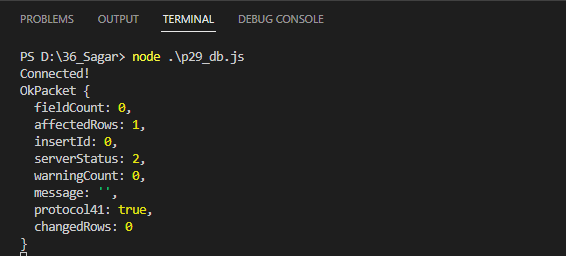 PROBLEMS OUTPUT TERMINAL DEBUG CONSOLE
PS D:\36_Sagar> node .\p29_db.js
Connected!
OkPacket {
  fieldCount: 0,
  affectedRows: 1,
  insertId: 0,
  serverStatus: 2,
  warningCount: 0,
  message: '',
  protocol41: true,
  changedRows: 0
}